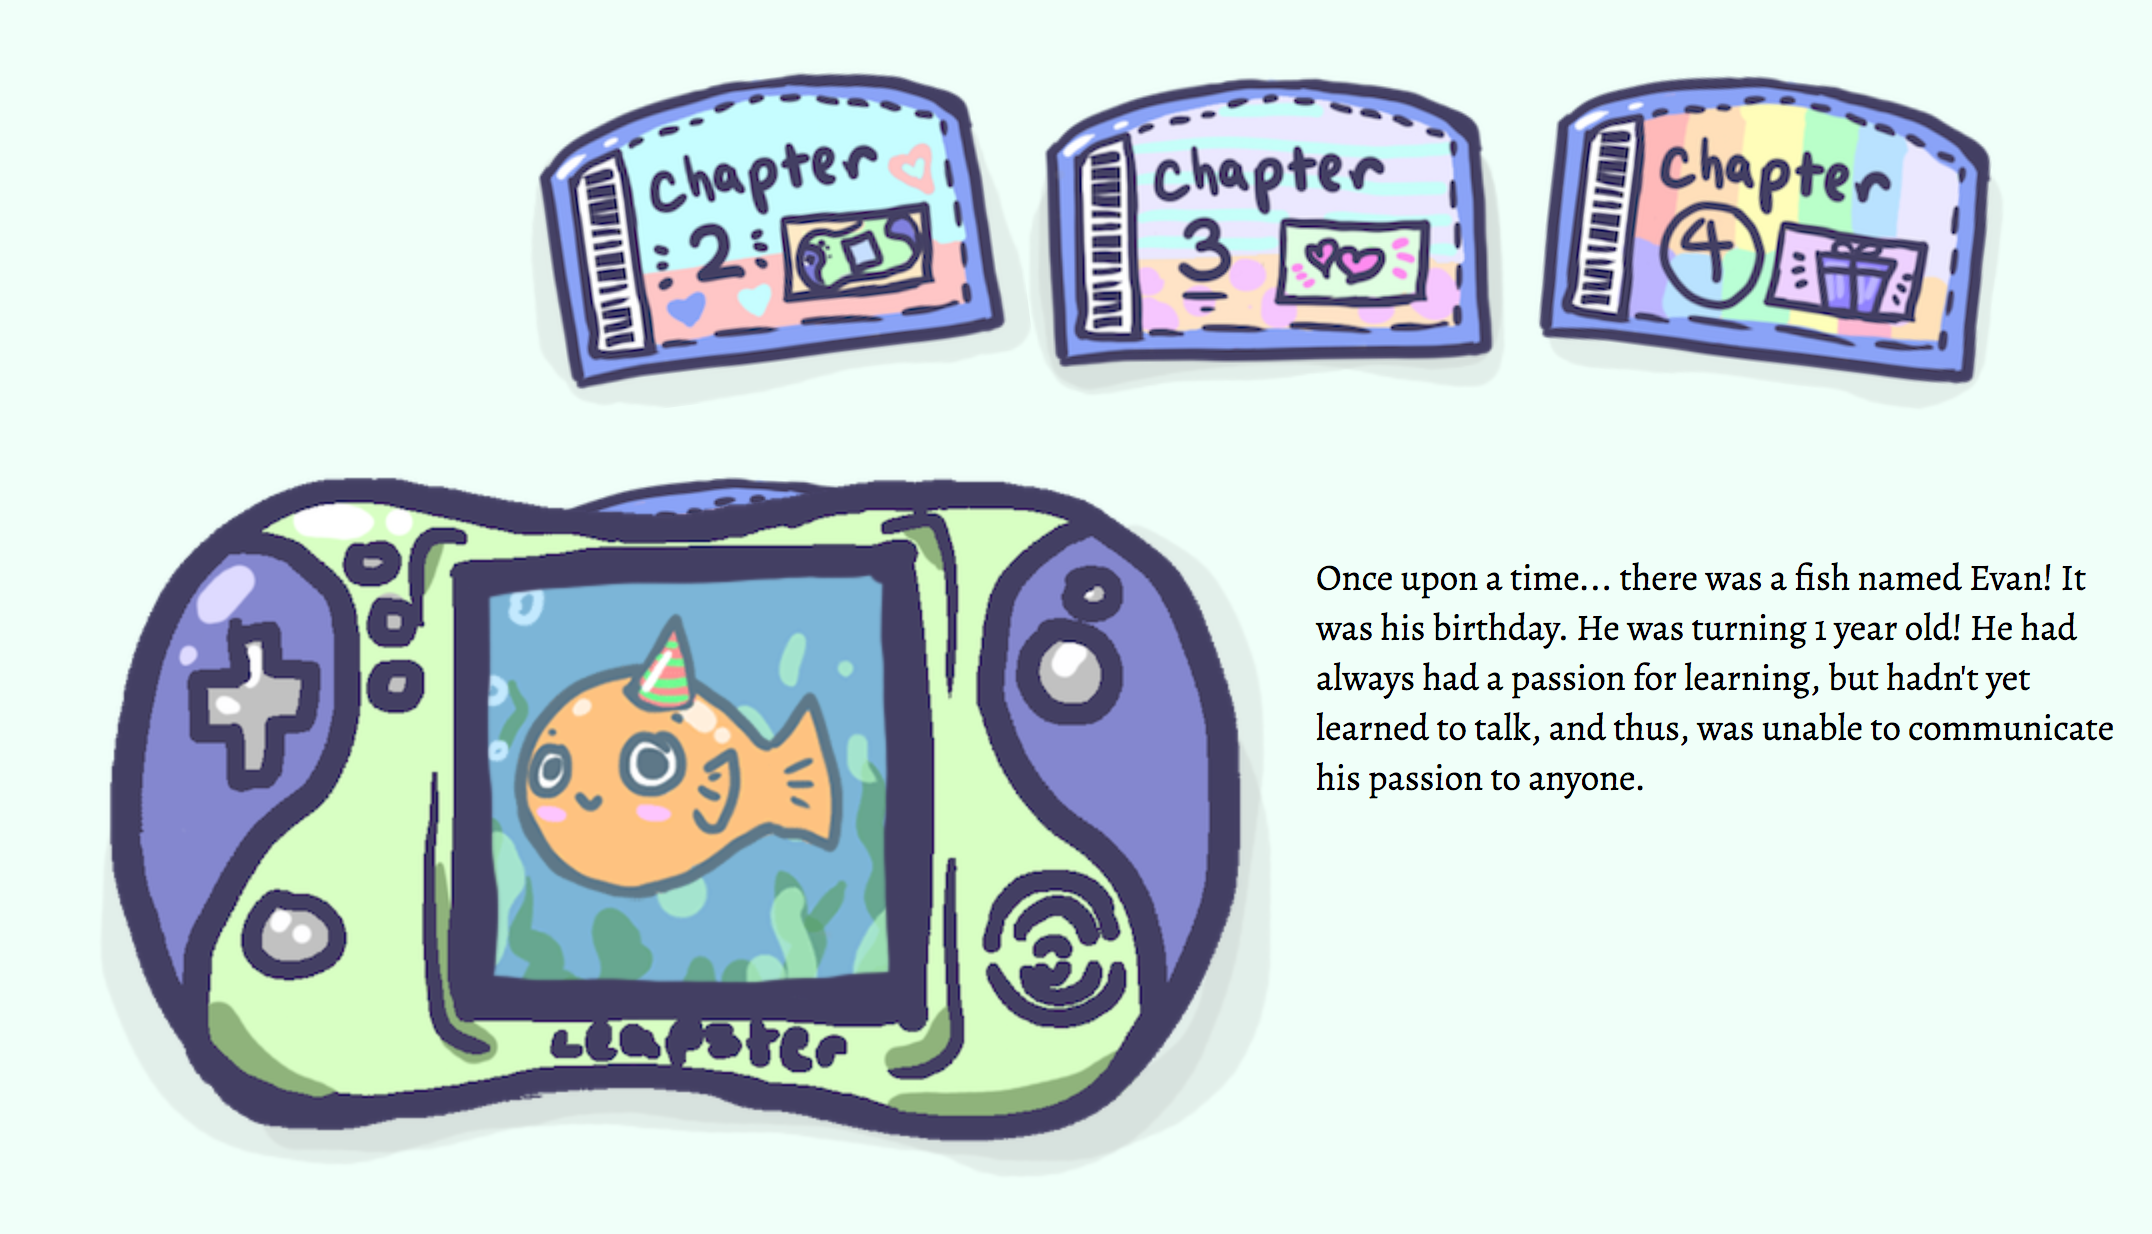 Chapter
2
Chapter
3
Chapter
4
Leapster
Once upon a time... there was a fish named Evan! It
was his birthday. He was turning 1 year old! He had
always had a passion for learning, but hadn't yet
learned to talk, and thus, was unable to communicate
his passion to anyone.